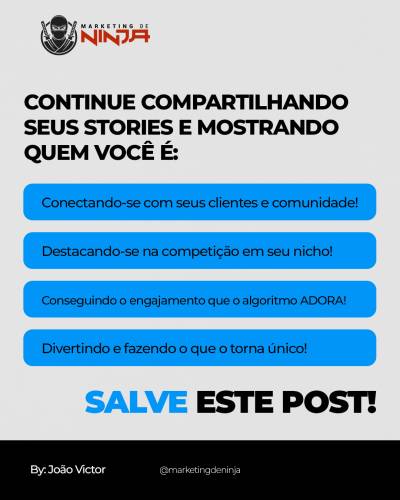 MARKETING DE
NINJA
CONTINUE COMPARTILHANDO
SEUS STORIES E MOSTRANDO
QUEM VOCÊ É:
Conectando-se com seus clientes e comunidade!
Destacando-se na competição em seu nicho!
Conseguindo o engajamento que o algoritmo ADORA!
Divertindo e fazendo o que o torna único!
SALVE ESTE POST!
By: João Victor
@marketingdeninja